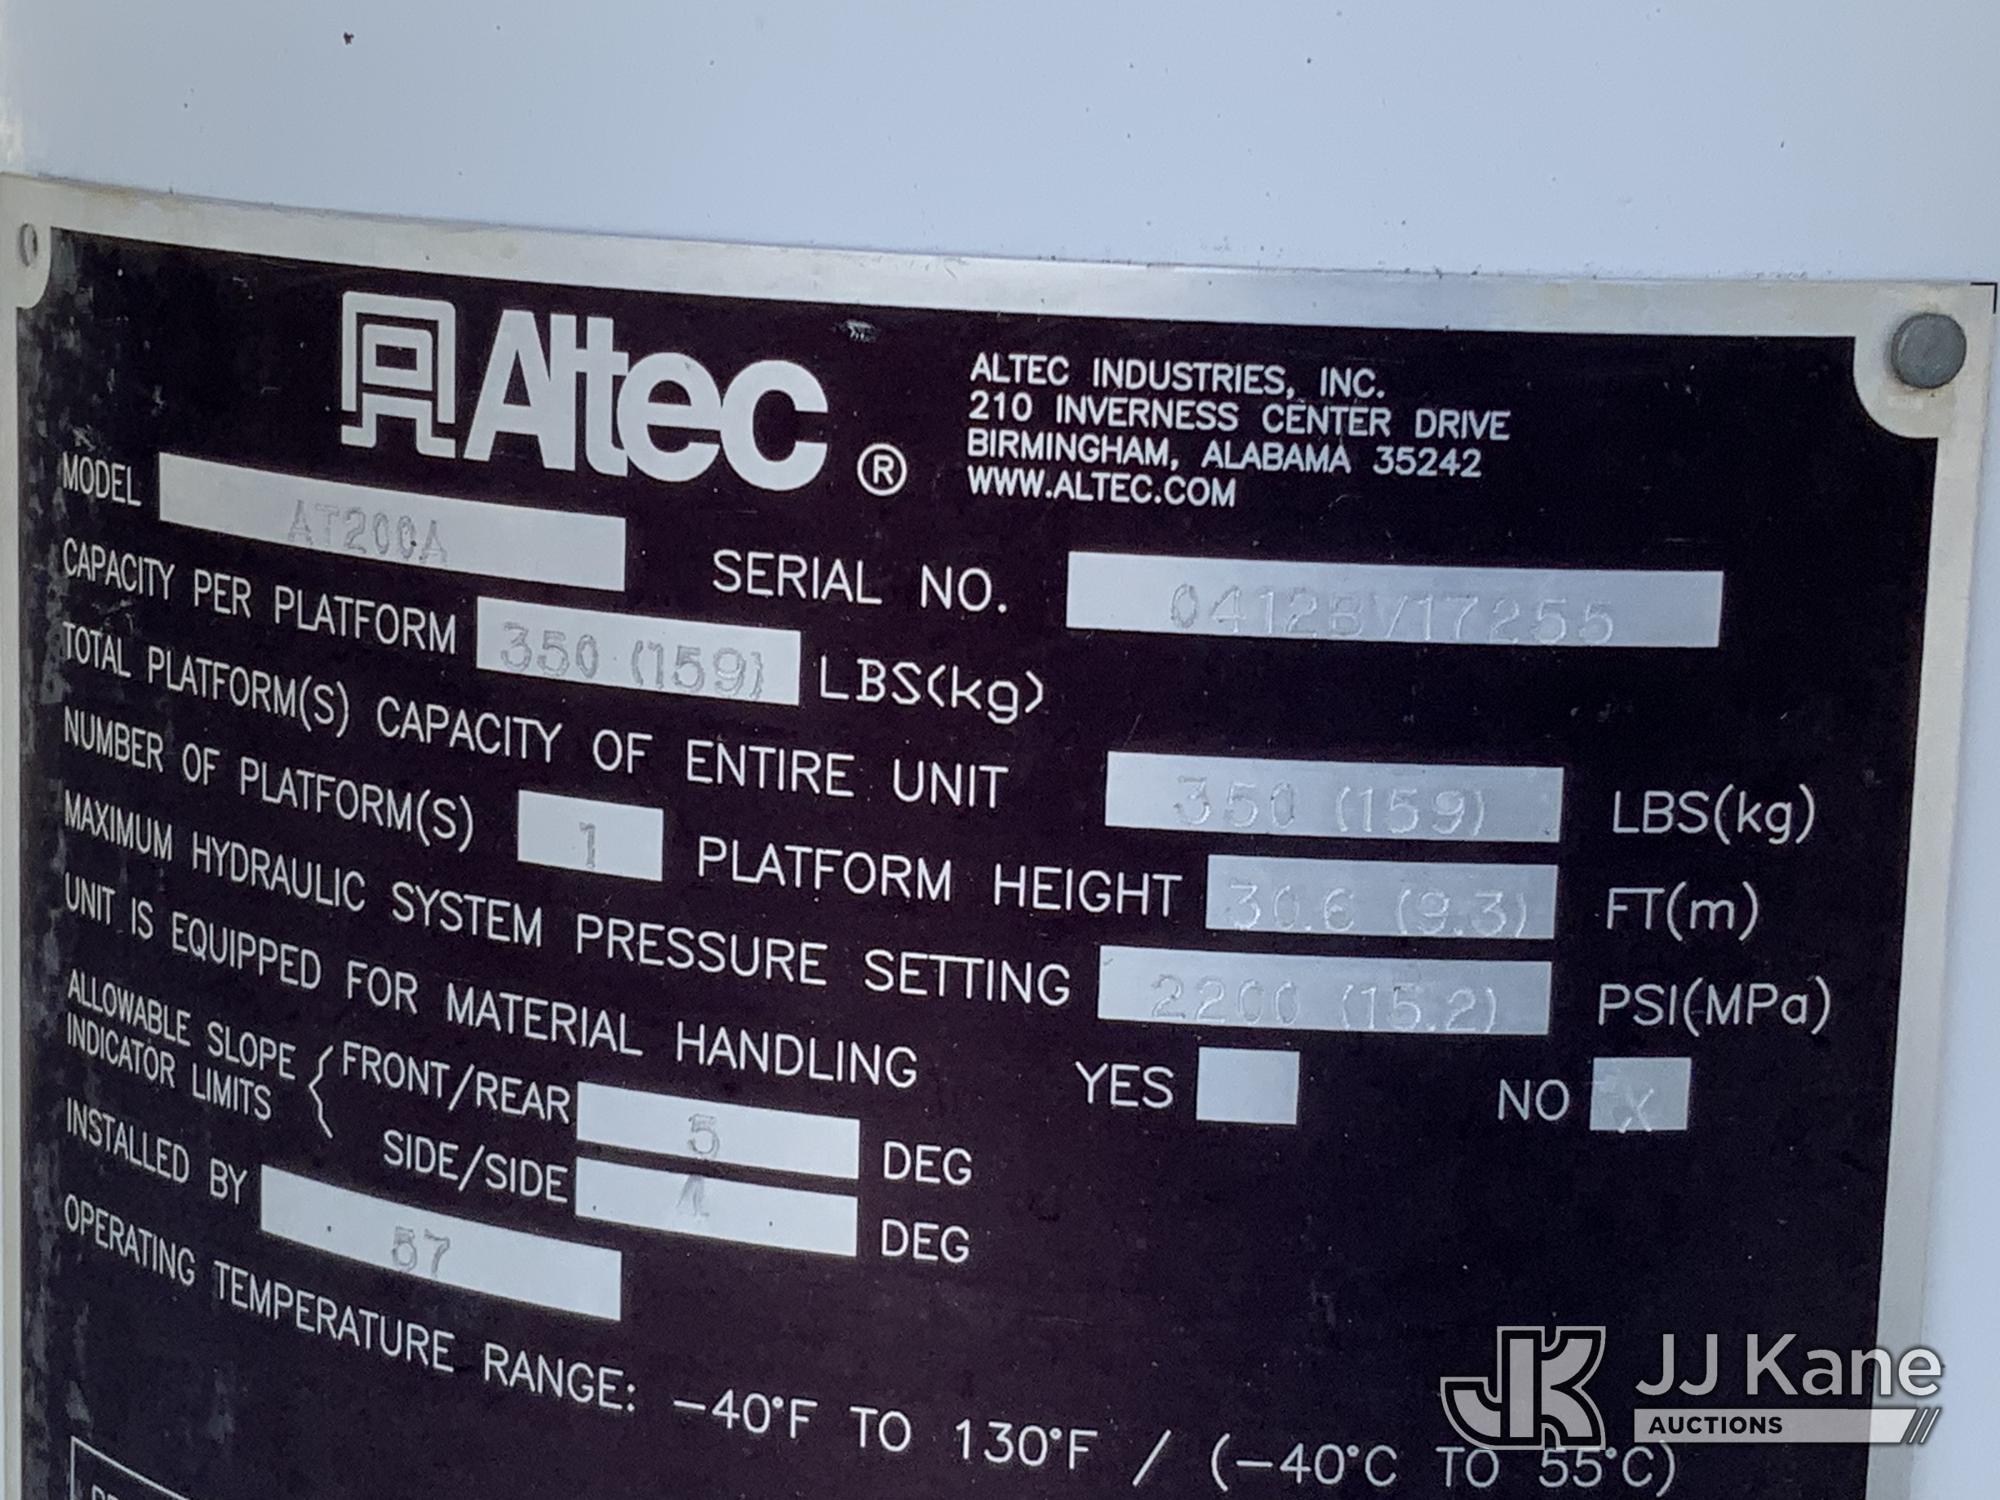 Altec ®
ALTEC INDUSTRIES, INC.
210 INVERNESS CENTER DRIVE
BIRMINGHAM, ALABAMA 35242
WWW.ALTEC.COM
MODEL AT200A
SERIAL NO. 0412BV17255
CAPACITY PER PLATFORM 350 (159) LBS(kg)
TOTAL PLATFORM(S) CAPACITY OF ENTIRE UNIT 350 (159) LBS(kg)
NUMBER OF PLATFORM(S) 1 PLATFORM HEIGHT 30.6 (9.3) FT(m)
MAXIMUM HYDRAULIC SYSTEM PRESSURE SETTING 2200 (15.2) PSI(MPa)
UNIT IS EQUIPPED FOR MATERIAL HANDLING YES NO X
ALLOWABLE SLOPE
INDICATOR LIMITS
FRONT/REAR 5 DEG
SIDE/SIDE DEG
INSTALLED BY 57
OPERATING TEMPERATURE RANGE: -40°F TO 130°F / (-40°C TO 55°C)
JK JJ Kane
AUCTIONS